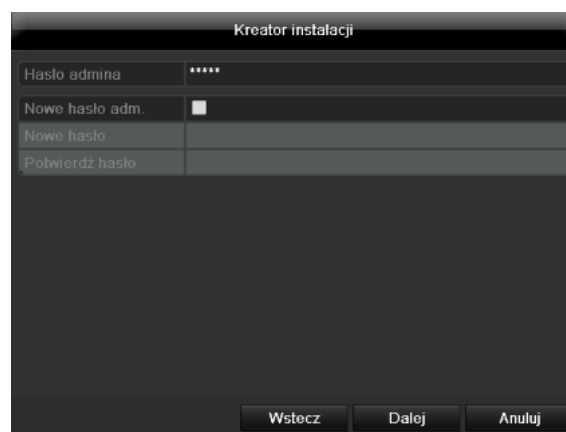 Kreator instalacji
Hasło admina *****
Nowe hasło adm.
Nowe hasło
Potwierdź hasło
Wstecz Dalej Anuluj